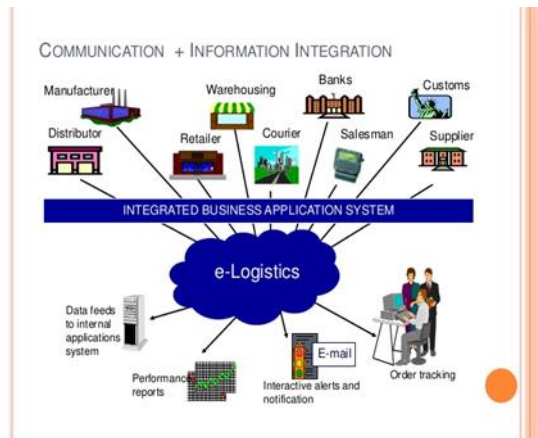 COMMUNICATION + INFORMATION INTEGRATION
Manufacturer
Warehousing
Banks
Customs
Distributor
Retailer
Courier
Salesman
Supplier
INTEGRATED BUSINESS APPLICATION SYSTEM
e-Logistics
Data feeds
to internal
applications
system
Performance
reports
E-mail
Interactive alerts and
notification
Order tracking